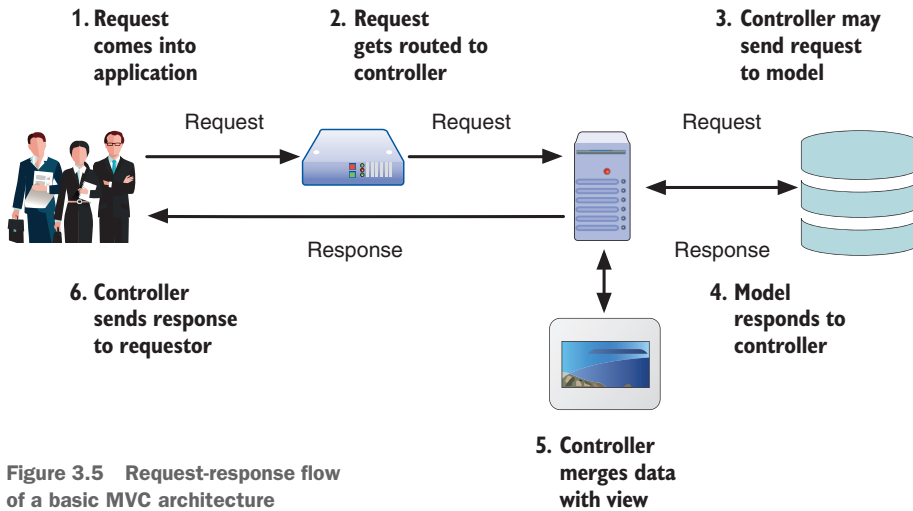 1. Request
comes into
application
2. Request
gets routed to
controller
3. Controller may
send request
to model
Request
Request
Request
Response
Response
6. Controller
sends response
to requestor
4. Model
responds to
controller
5. Controller
merges data
with view
Figure 3.5 Request-response flow
of a basic MVC architecture